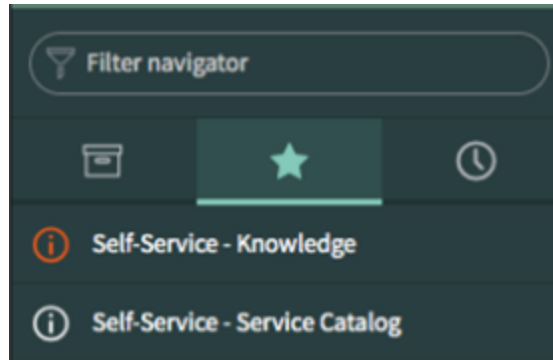 Filter navigator
Self-Service - Knowledge
Self-Service - Service Catalog